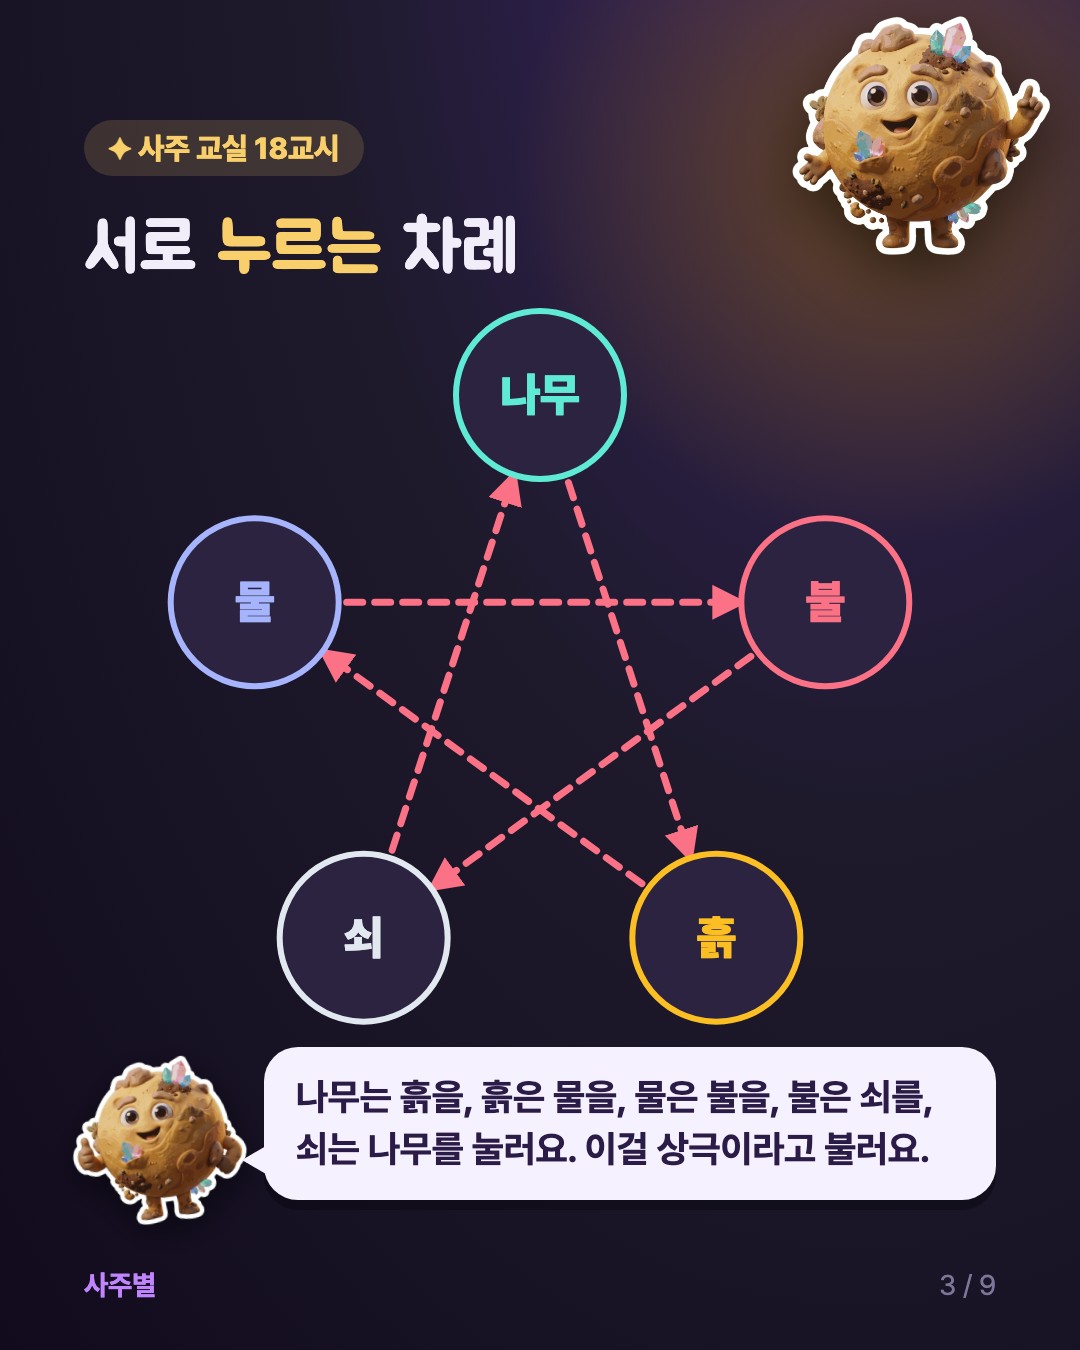 ✦ 사주 교실 18교시
서로 누르는 차례
나무
물
불
쇠
흙
나무는 흙을, 흙은 물을, 물은 불을, 불은 쇠를,
쇠는 나무를 눌러요. 이걸 상극이라고 불러요.
사주별
3 / 9